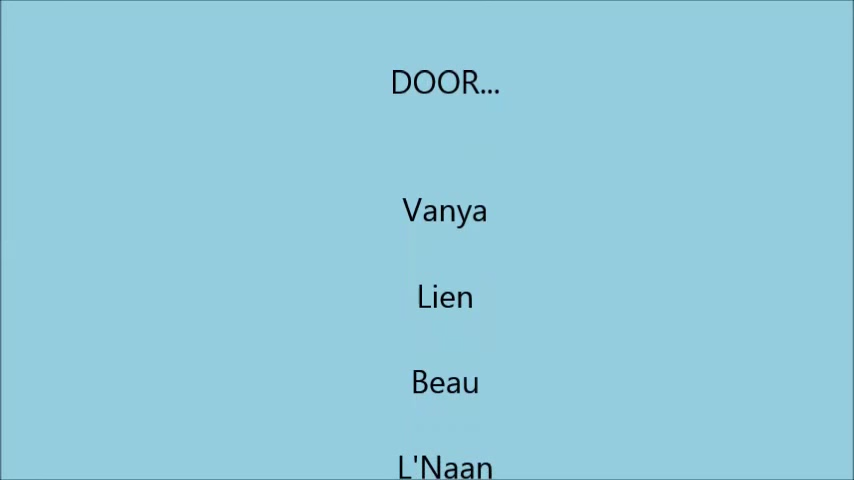 DOOR...
Vanya
Lien
Beau
L'Naan